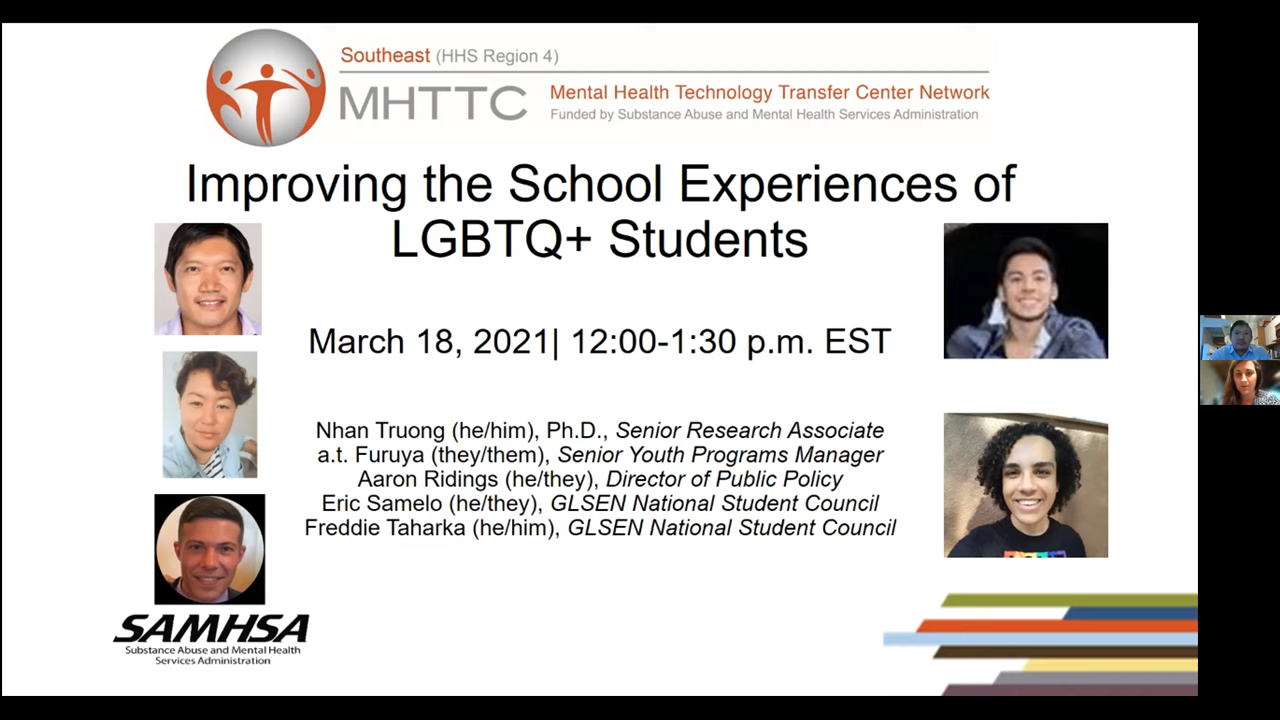 Southeast (HHS Region 4)
MHTTC
Mental Health Technology Transfer Center Network
Funded by Substance Abuse and Mental Health Services Administration
Improving the School Experiences of
LGBTQ+ Students
March 18, 2021| 12:00-1:30 p.m. EST
Nhan Truong (he/him), Ph.D., Senior Research Associate
a.t. Furuya (they/them), Senior Youth Programs Manager
Aaron Ridings (he/they), Director of Public Policy
Eric Samelo (he/they), GLSEN National Student Council
Freddie Taharka (he/him), GLSEN National Student Council
SAMHSA
Substance Abuse and Mental Health
Services Administration